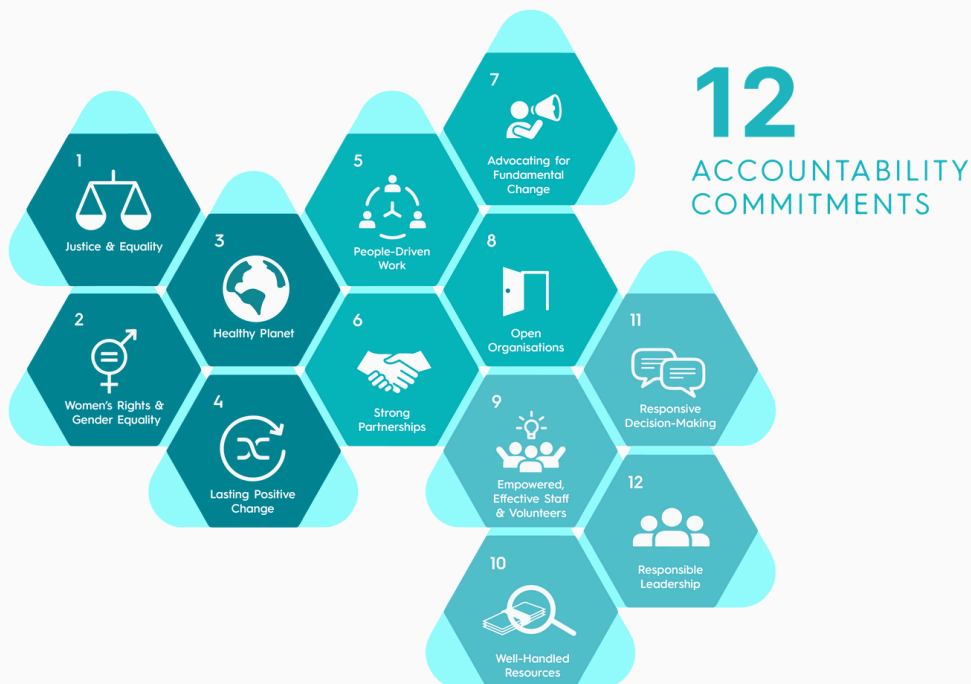 12
ACCOUNTABILITY
COMMITMENTS
1
Justice & Equality
2
Women's Rights &
Gender Equality
3
Healthy Planet
4
Lasting Positive
Change
5
People-Driven
Work
6
Strong
Partnerships
7
Advocating for
Fundamental
Change
8
Open
Organisations
9
Empowered,
Effective Staff
& Volunteers
10
Well-Handled
Resources
11
Responsive
Decision-Making
12
Responsible
Leadership